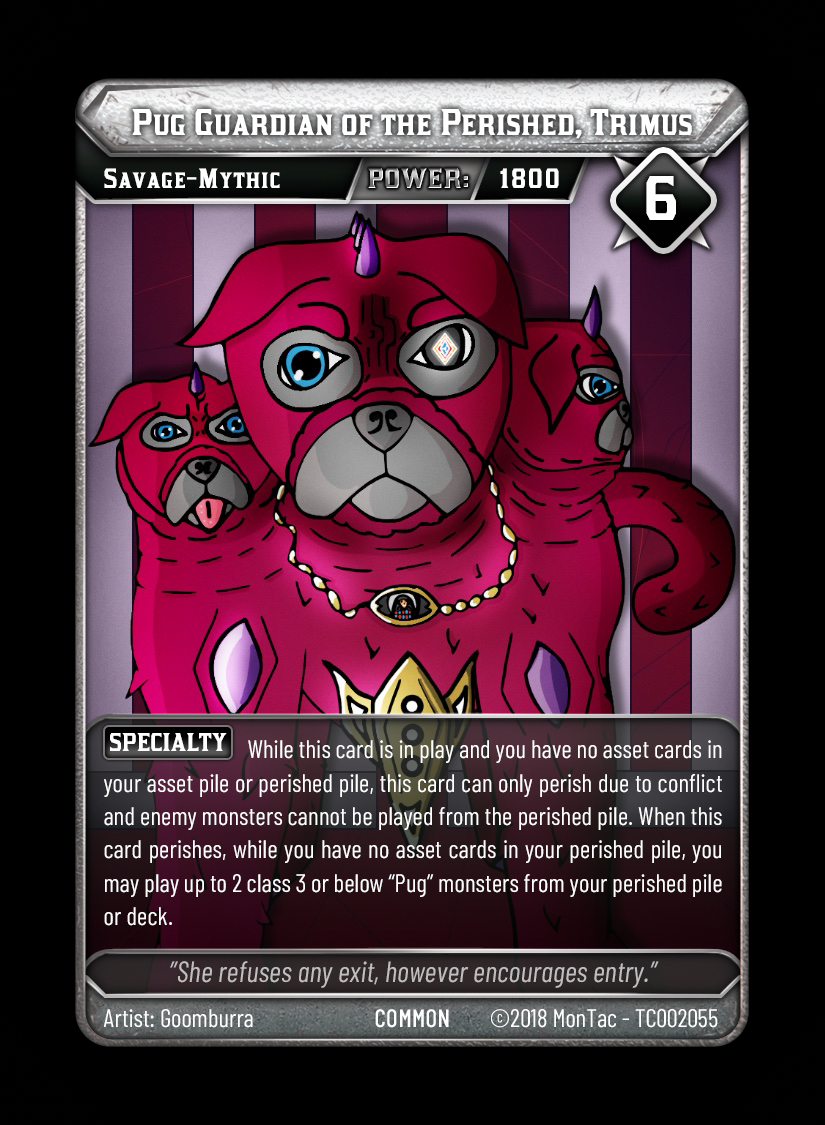 Pug Guardian of the Perished, Trimus
Savage-Mythic
POWER:
1800
6
SPECIALTY While this card is in play and you have no asset cards in
your asset pile or perished pile, this card can only perish due to conflict
and enemy monsters cannot be played from the perished pile. When this
card perishes, while you have no asset cards in your perished pile, you
may play up to 2 class 3 or below “Pug” monsters from your perished pile
or deck.
”She refuses any exit, however encourages entry.”
Artist: Goomburra
COMMON
©2018 MonTac - TC002055